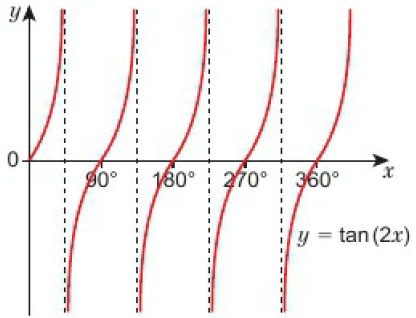 y
0
90° 180° 270° 360° x
y = tan (2x)